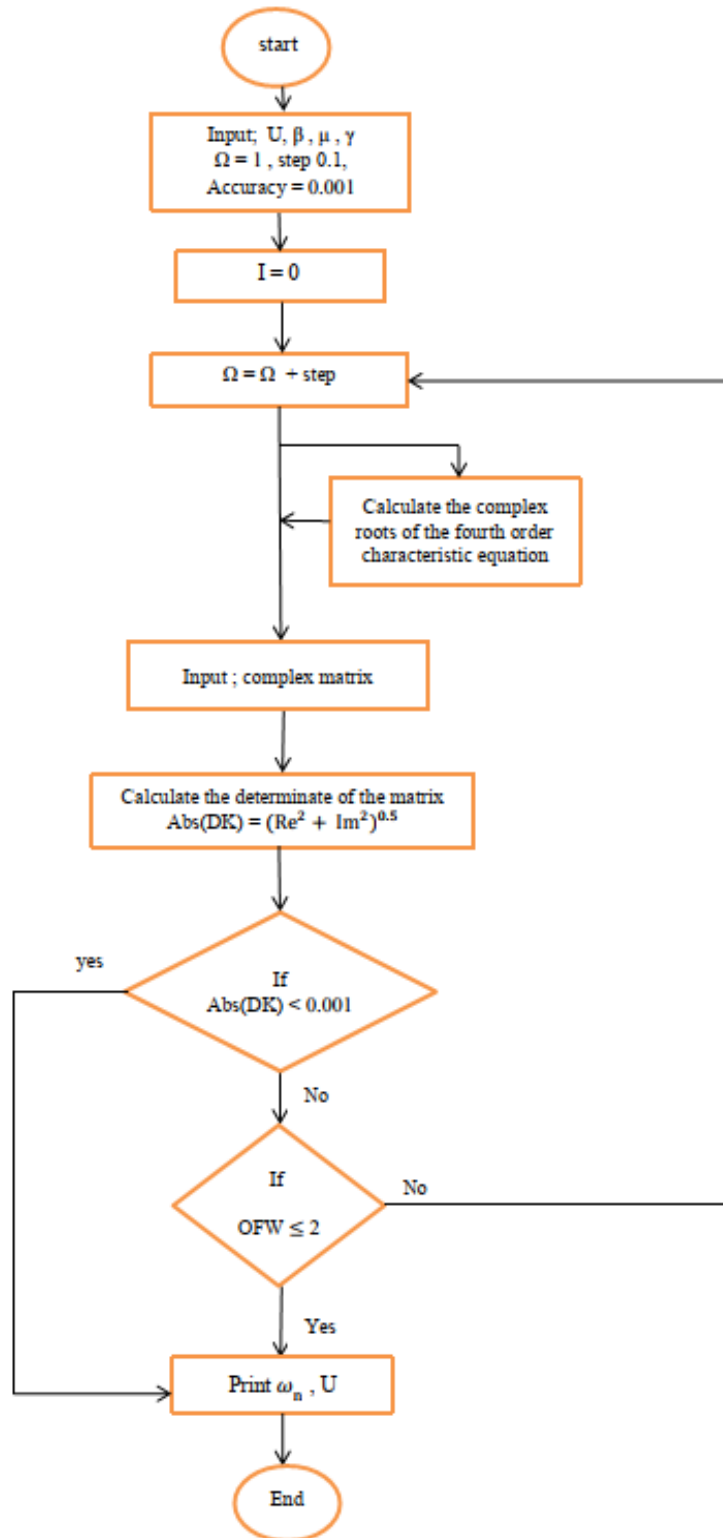 start
Input; U, β , μ , γ
Ω = 1 , step 0.1,
Accuracy = 0.001
I = 0
Ω = Ω + step
Calculate the complex
roots of the fourth order
characteristic equation
Input ; complex matrix
Calculate the determinate of the matrix
Abs(DK) = (Re² + Im²)⁰·⁵
yes
If
Abs(DK) < 0.001
No
If
No
OFW ≤ 2
Yes
Print ωₙ , U
End